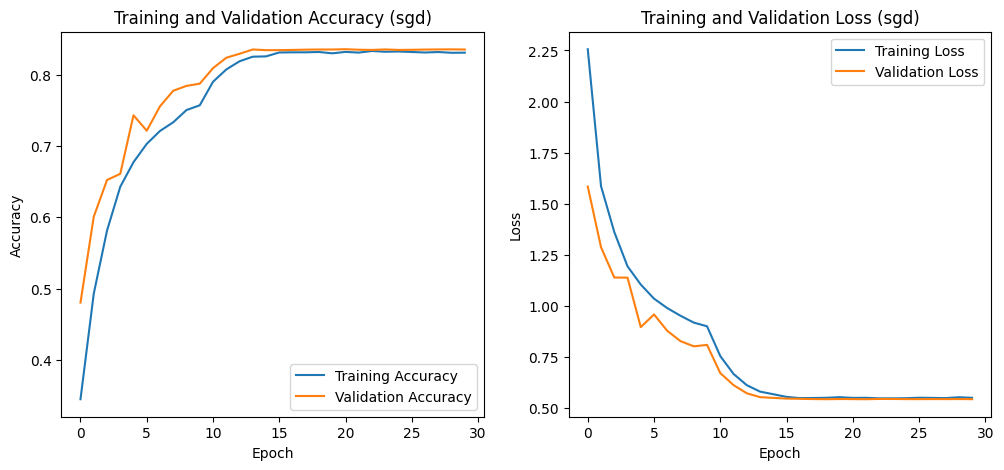 Training and Validation Accuracy (sgd)
Accuracy
0.8
0.7
0.6
0.5
0.4
0 5 10 15 20 25 30
Epoch
Training Accuracy
Validation Accuracy
Training and Validation Loss (sgd)
Loss
2.25
2.00
1.75
1.50
1.25
1.00
0.75
0.50
0 5 10 15 20 25 30
Epoch
Training Loss
Validation Loss